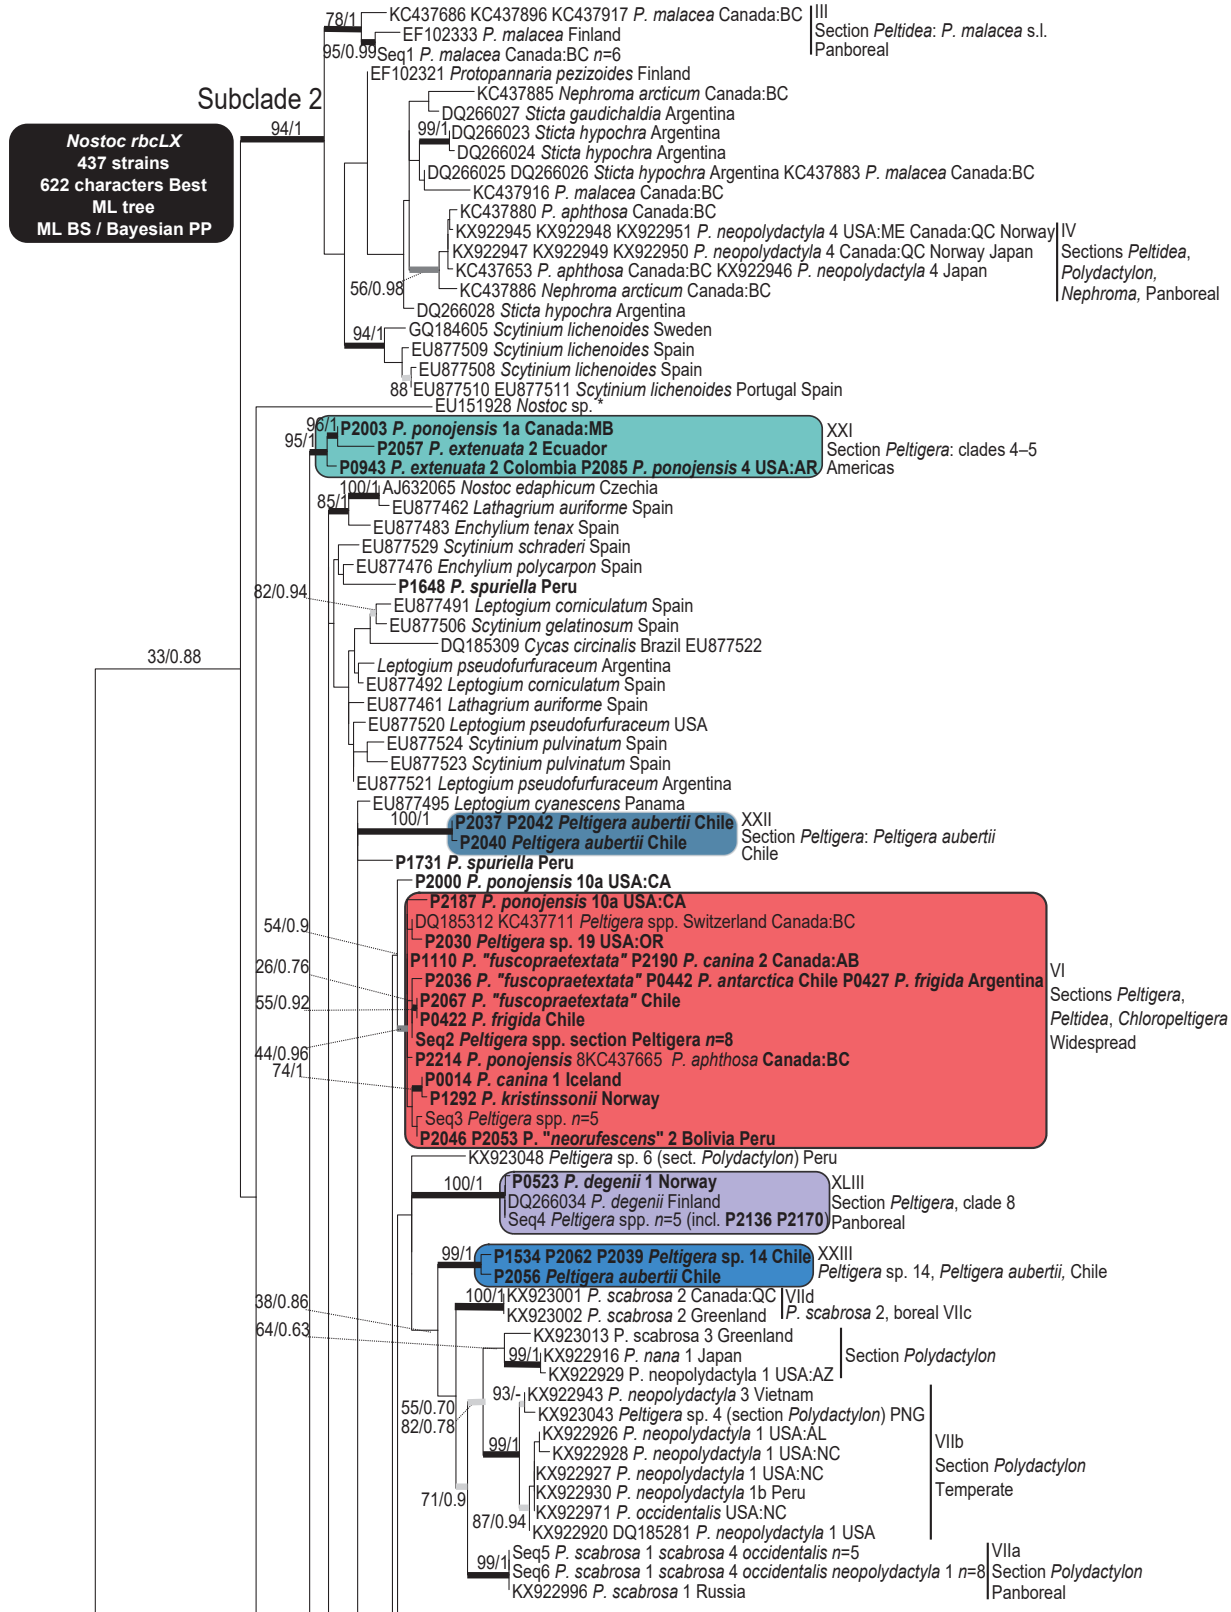 78/1
KC437686 KC437896 KC437917 P. malacea Canada:BC
III
EF102333 P. malacea Finland
Section Peltidea: P. malacea s.l.
95/0.99
Seq1 P. malacea Canada:BC n=6
Panboreal
EF102321 Protopannaria pezizoides Finland
Subclade 2
KC437885 Nephroma arcticum Canada:BC
DQ266027 Sticta gaudichaldia Argentina
94/1
99/1
DQ266023 Sticta hypochra Argentina
Nostoc rbcLX
437 strains
622 characters Best
ML tree
ML BS / Bayesian PP
DQ266024 Sticta hypochra Argentina
DQ266025 DQ266026 Sticta hypochra Argentina KC437883 P. malacea Canada:BC
KC437916 P. malacea Canada:BC
KC437880 P. aphthosa Canada:BC
KX922945 KX922948 KX922951 P. neopolydactyla 4 USA:ME Canada:QC Norway
IV
KX922947 KX922949 KX922950 P. neopolydactyla 4 Canada:QC Norway Japan
Sections Peltidea,
KC437653 P. aphthosa Canada:BC KX922946 P. neopolydactyla 4 Japan
Polydactylon,
56/0.98
KC437886 Nephroma arcticum Canada:BC
Nephroma, Panboreal
DQ266028 Sticta hypochra Argentina
94/1
GQ184605 Scytinium lichenoides Sweden
EU877509 Scytinium lichenoides Spain
EU877508 Scytinium lichenoides Spain
88
EU877510 EU877511 Scytinium lichenoides Portugal Spain
EU151928 Nostoc sp. *
96/1
95/1
P2003 P. ponojensis 1a Canada:MB
XXI
P2057 P. extenuata 2 Ecuador
Section Peltigera: clades 4–5
P0943 P. extenuata 2 Colombia P2085 P. ponojensis 4 USA:AR
Americas
100/1
AJ632065 Nostoc edaphicum Czechia
85/1
EU877462 Lathagrium auriforme Spain
EU877483 Enchylium tenax Spain
EU877529 Scytinium schraderi Spain
EU877476 Enchylium polycarpon Spain
P1648 P. spuriella Peru
82/0.94
EU877491 Leptogium corniculatum Spain
EU877506 Scytinium gelatinosum Spain
DQ185309 Cycas circinalis Brazil EU877522
33/0.88
Leptogium pseudofurfuraceum Argentina
EU877492 Leptogium corniculatum Spain
EU877461 Lathagrium auriforme Spain
EU877520 Leptogium pseudofurfuraceum USA
EU877524 Scytinium pulvinatum Spain
EU877523 Scytinium pulvinatum Spain
EU877521 Leptogium pseudofurfuraceum Argentina
EU877495 Leptogium cyanescens Panama
100/1
P2037 P2042 Peltigera aubertii Chile
XXII
P2040 Peltigera aubertii Chile
Section Peltigera: Peltigera aubertii
Chile
P1731 P. spuriella Peru
P2000 P. ponojensis 10a USA:CA
P2187 P. ponojensis 10a USA:CA
54/0.9
DQ185312 KC437711 Peltigera spp. Switzerland Canada:BC
P2030 Peltigera sp. 19 USA:OR
26/0.76
P1110 P. "fuscopraetextata" P2190 P. canina 2 Canada:AB
VI
P2036 P. "fuscopraetextata" P0442 P. antarctica Chile P0427 P. frigida Argentina
Sections Peltigera,
55/0.92
P2067 P. "fuscopraetextata" Chile
P0422 P. frigida Chile
Peltidea, Chloropeltigera
Seq2 Peltigera spp. section Peltigera n=8
Widespread
44/0.96
P2214 P. ponojensis 8KC437665 P. aphthosa Canada:BC
74/1
P0014 P. canina 1 Iceland
P1292 P. kristinssonii Norway
Seq3 Peltigera spp. n=5
P2046 P2053 P. "neorufescens" 2 Bolivia Peru
KX923048 Peltigera sp. 6 (sect. Polydactylon) Peru
100/1
P0523 P. degenii 1 Norway
XLIII
DQ266034 P. degenii Finland
Section Peltigera, clade 8
Seq4 Peltigera spp. n=5 (incl. P2136 P2170)
Panboreal
99/1
P1534 P2062 P2039 Peltigera sp. 14 Chile
XXIII
P2056 Peltigera aubertii Chile
Peltigera sp. 14, Peltigera aubertii, Chile
38/0.86
100/1
KX923001 P. scabrosa 2 Canada:QC
VIId
KX923002 P. scabrosa 2 Greenland
P. scabrosa 2, boreal VIIc
64/0.63
KX923013 P. scabrosa 3 Greenland
99/1
KX922916 P. nana 1 Japan
Section Polydactylon
KX922929 P. neopolydactyla 1 USA:AZ
93/-
KX922943 P. neopolydactyla 3 Vietnam
55/0.70
KX923043 Peltigera sp. 4 (section Polydactylon) PNG
82/0.78
KX922926 P. neopolydactyla 1 USA:AL
VIIb
99/1
KX922928 P. neopolydactyla 1 USA:NC
Section Polydactylon
KX922927 P. neopolydactyla 1 USA:NC
Temperate
KX922930 P. neopolydactyla 1b Peru
71/0.9
KX922971 P. occidentalis USA:NC
87/0.94
KX922920 DQ185281 P. neopolydactyla 1 USA
Seq5 P. scabrosa 1 scabrosa 4 occidentalis n=5
VIIa
99/1
Seq6 P. scabrosa 1 scabrosa 4 occidentalis neopolydactyla 1 n=8
Section Polydactylon
KX922996 P. scabrosa 1 Russia
Panboreal